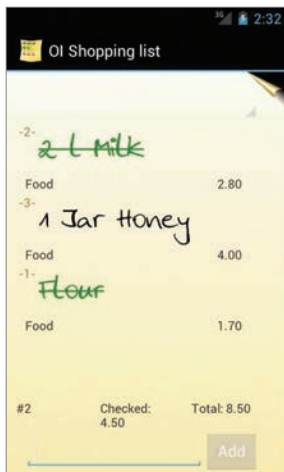 3G 2:32
OI Shopping list
-2-
2 l Milk
Food 2.80
-3-
1 Jar Honey
Food 4.00
-1-
Flour
Food 1.70
#2 Checked: Total: 8.50
4.50
Add